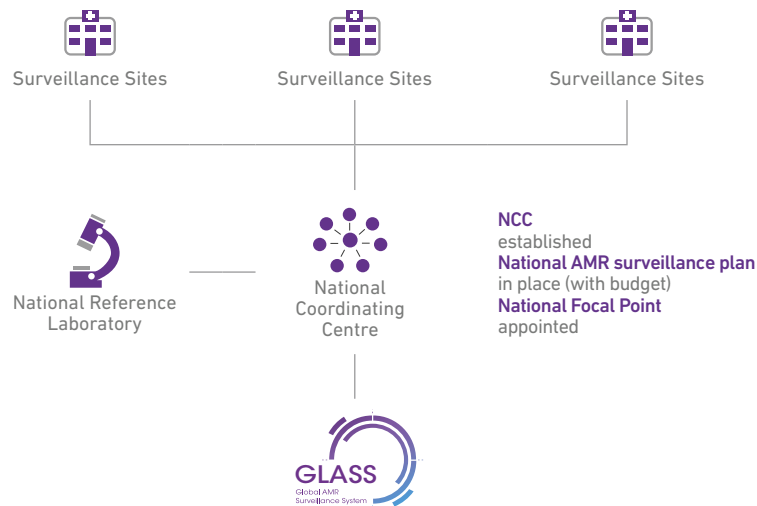 Surveillance Sites
Surveillance Sites
Surveillance Sites
National Reference
Laboratory
National
Coordinating
Centre
NCC
established
National AMR surveillance plan
in place (with budget)
National Focal Point
appointed
GLASS
Global AMR
Surveillance System